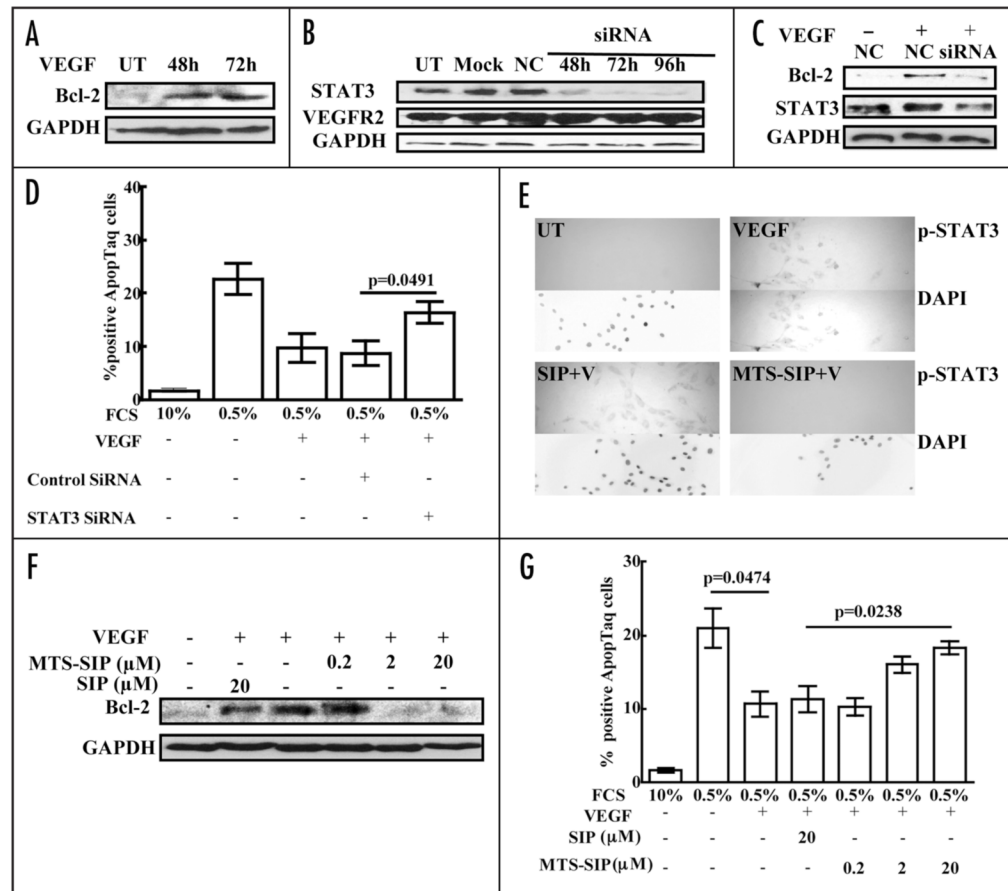 A
VEGF UT 48h 72h
Bcl-2
GAPDH
B
siRNA
UT Mock NC 48h 72h 96h
STAT3
VEGFR2
GAPDH
C
VEGF - + +
NC NC siRNA
Bcl-2
STAT3
GAPDH
D
%positive ApopTaq cells
40
30
20
10
0
p=0.0491
FCS 10% 0.5% 0.5% 0.5% 0.5%
VEGF - - + + +
Control SiRNA - - - + -
STAT3 SiRNA - - - - +
E
UT VEGF p-STAT3
DAPI
SIP+V MTS-SIP+V p-STAT3
DAPI
F
VEGF - + + + + +
MTS-SIP (µM) - - - 0.2 2 20
SIP (µM) - 20 - - - -
Bcl-2
GAPDH
G
% positive ApopTaq cells
30
20
10
0
p=0.0474
p=0.0238
FCS 10% 0.5% 0.5% 0.5% 0.5% 0.5% 0.5%
VEGF - - + + + + +
SIP (µM) - - - 20 - - -
MTS-SIP(µM) - - - - 0.2 2 20